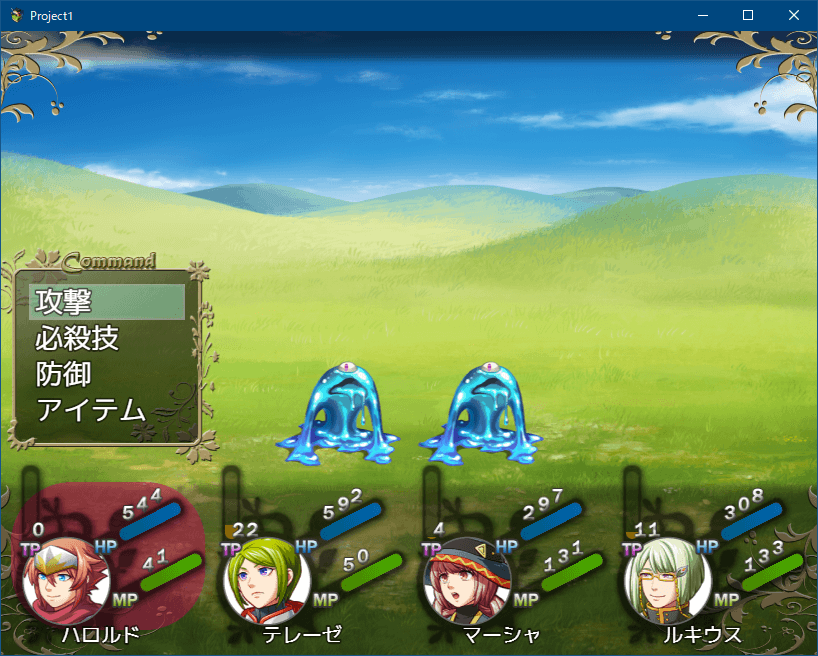 Project1
Command
攻撃
必殺技
防御
アイテム
544 592 297 308
0 22 4 11
TP HP TP HP TP HP TP HP
41 50 131 133
MP MP MP MP
ハロルド テレーゼ マーシャ ルキウス